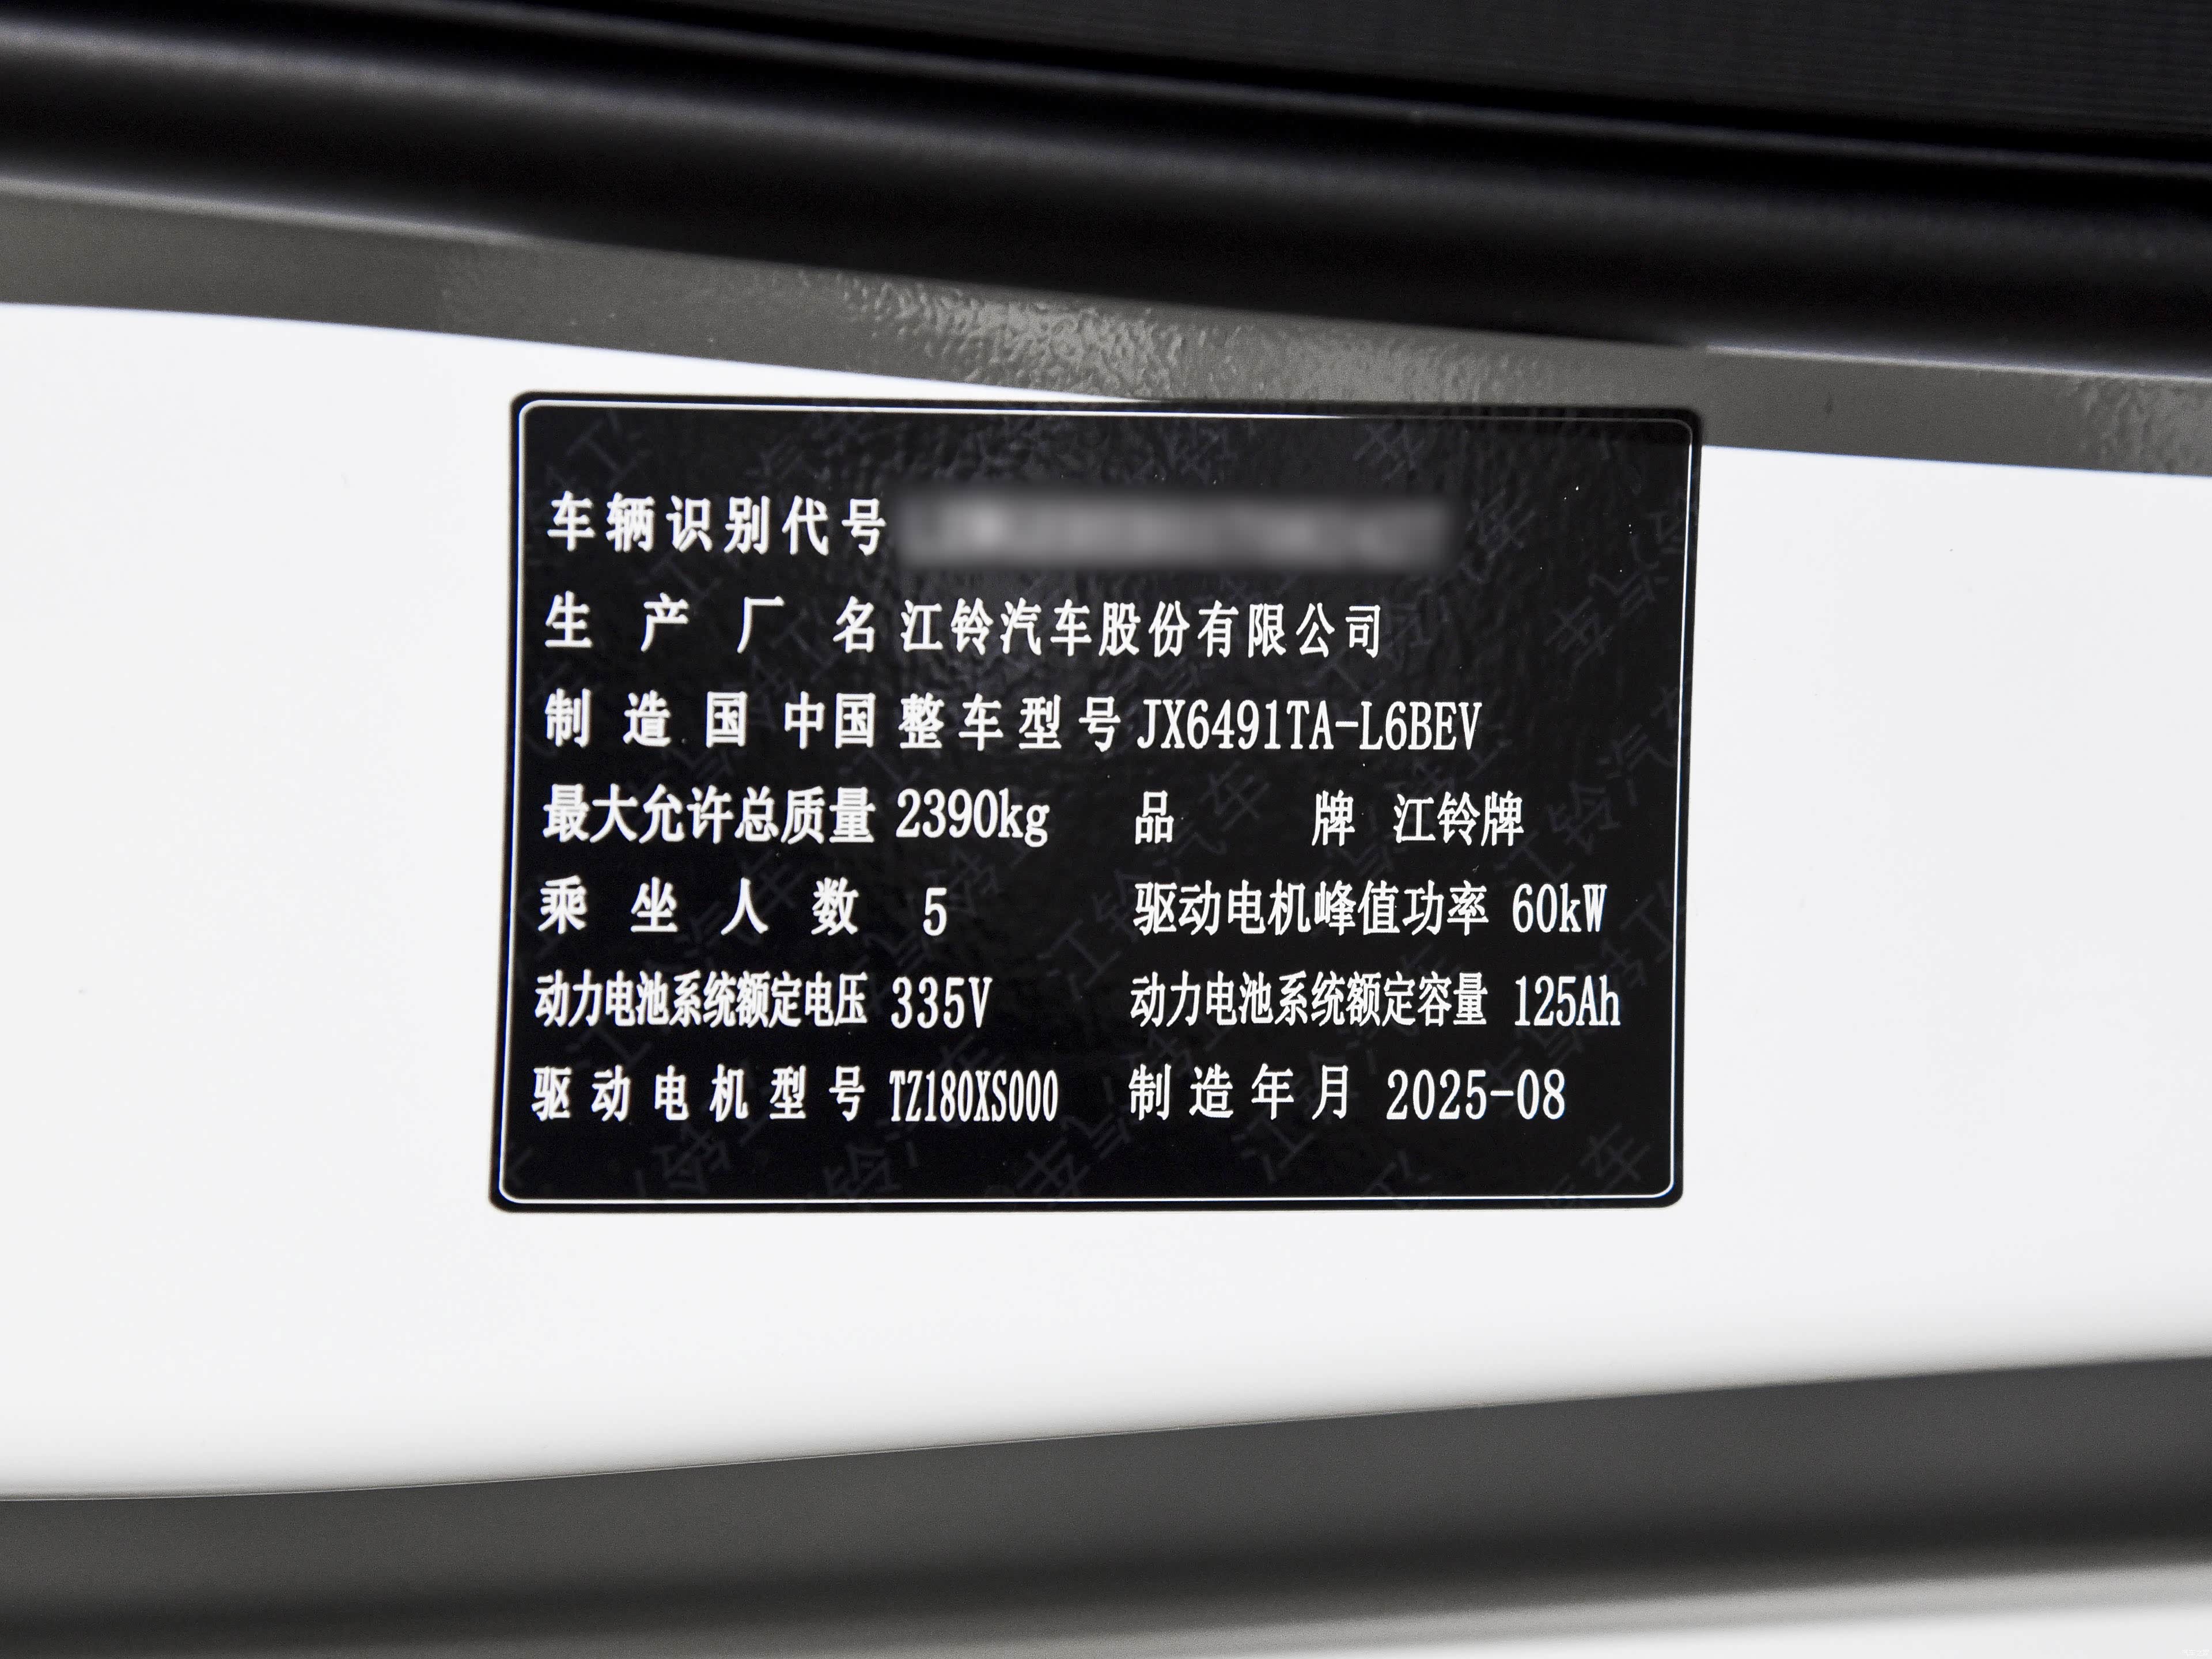 车辆识别代号
生产厂名 江铃汽车股份有限公司
制造国 中国 整车型号 JX6491TA-L6BEV
最大允许总质量 2390kg 品牌 江铃牌
乘坐人数 5 驱动电机峰值功率 60kW
动力电池系统额定电压 335V 动力电池系统额定容量 125Ah
驱动电机型号 TZ180XS000 制造年月 2025-08